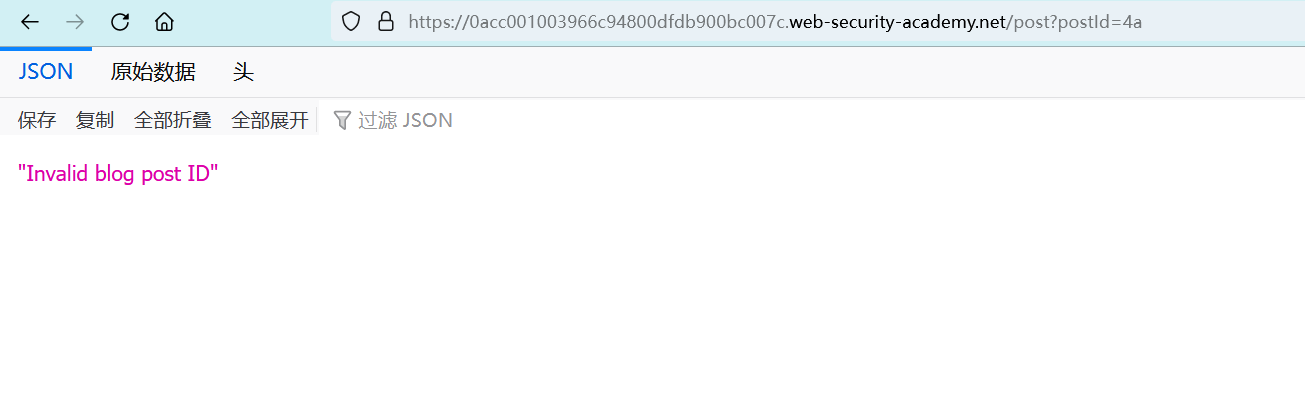 https://0acc001003966c94800dfdb900bc007c.web-security-academy.net/post?postId=4a
JSON 原始数据 头
保存 复制 全部折叠 全部展开 过滤 JSON
"Invalid blog post ID"